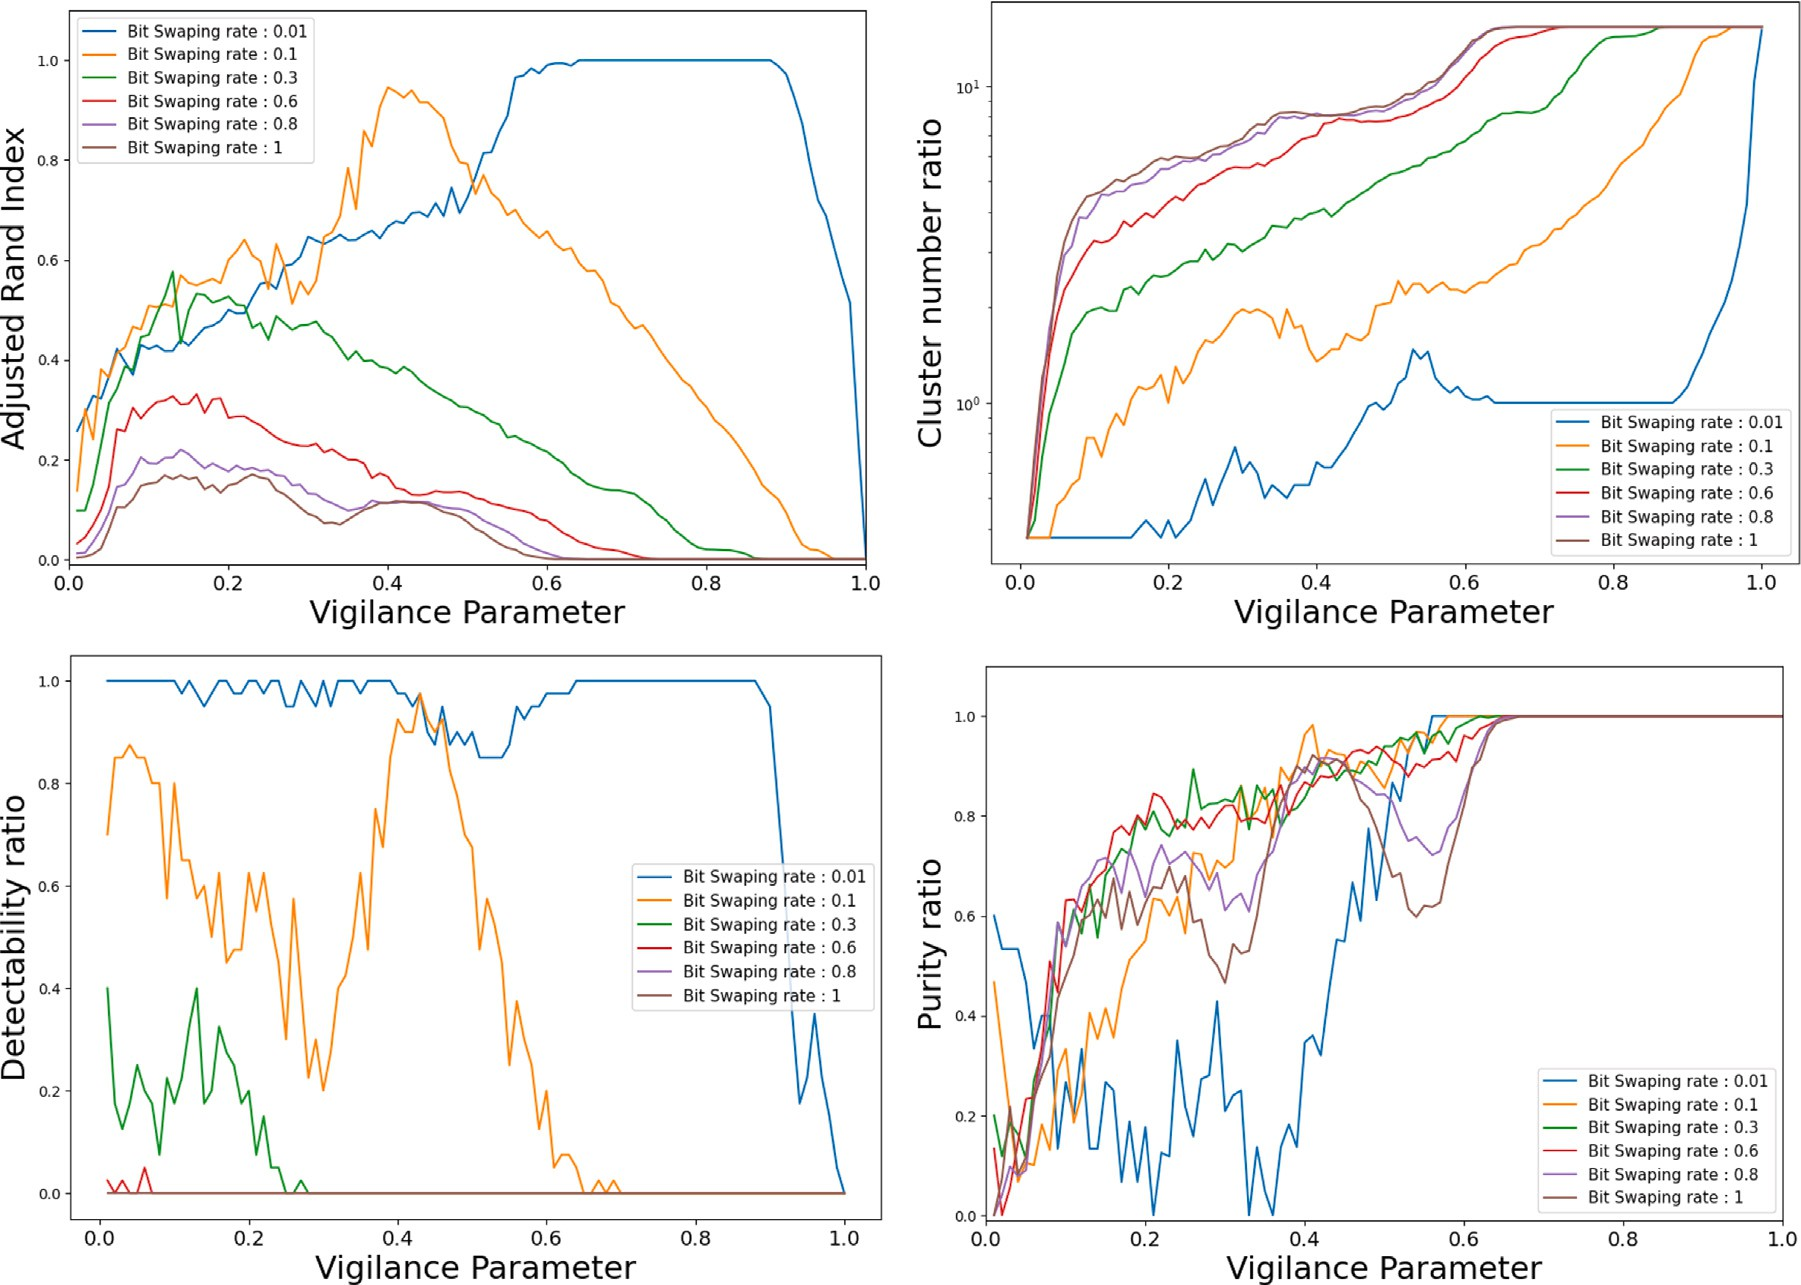 Adjusted Rand Index
1.0
0.8
0.6
0.4
0.2
0.0
Bit Swaping rate : 0.01
Bit Swaping rate : 0.1
Bit Swaping rate : 0.3
Bit Swaping rate : 0.6
Bit Swaping rate : 0.8
Bit Swaping rate : 1
0.0 0.2 0.4 0.6 0.8 1.0
Vigilance Parameter
Cluster number ratio
10¹
10⁰
Bit Swaping rate : 0.01
Bit Swaping rate : 0.1
Bit Swaping rate : 0.3
Bit Swaping rate : 0.6
Bit Swaping rate : 0.8
Bit Swaping rate : 1
0.0 0.2 0.4 0.6 0.8 1.0
Vigilance Parameter
Detectability ratio
1.0
0.8
0.6
0.4
0.2
0.0
Bit Swaping rate : 0.01
Bit Swaping rate : 0.1
Bit Swaping rate : 0.3
Bit Swaping rate : 0.6
Bit Swaping rate : 0.8
Bit Swaping rate : 1
0.0 0.2 0.4 0.6 0.8 1.0
Vigilance Parameter
Purity ratio
1.0
0.8
0.6
0.4
0.2
0.0
Bit Swaping rate : 0.01
Bit Swaping rate : 0.1
Bit Swaping rate : 0.3
Bit Swaping rate : 0.6
Bit Swaping rate : 0.8
Bit Swaping rate : 1
0.0 0.2 0.4 0.6 0.8 1.0
Vigilance Parameter